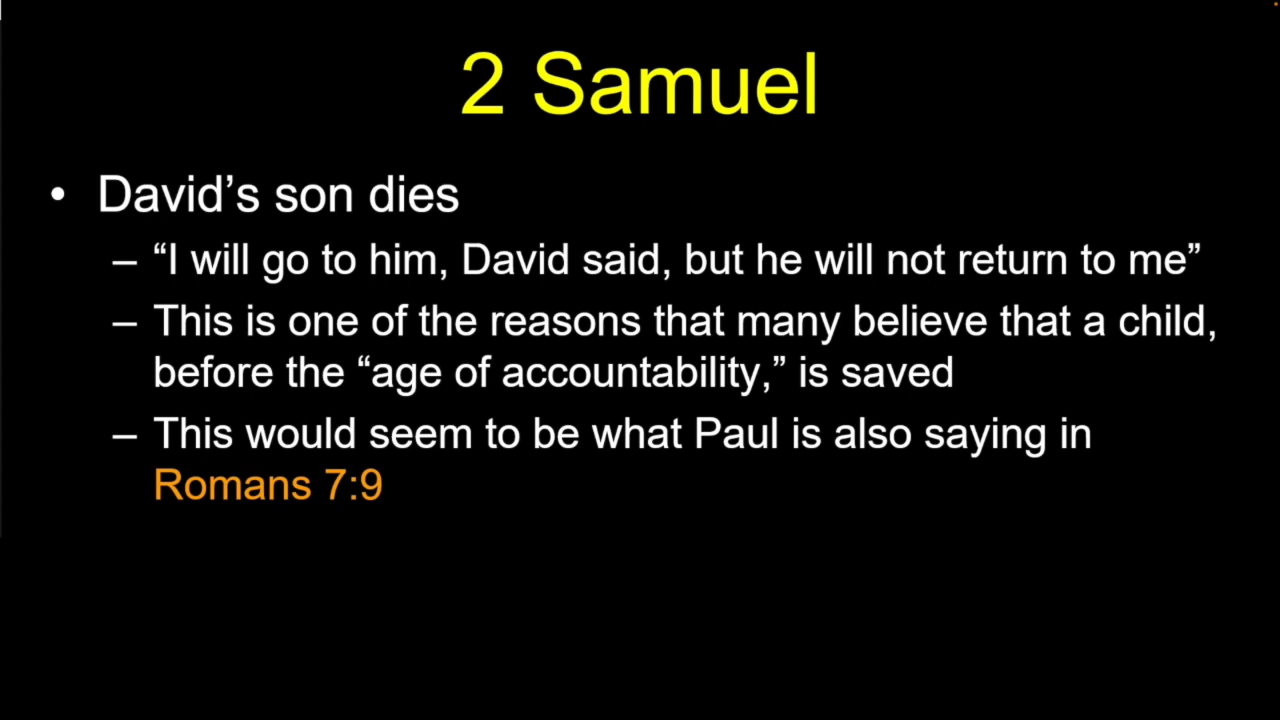 2 Samuel
• David’s son dies
– “I will go to him, David said, but he will not return to me”
– This is one of the reasons that many believe that a child,
before the “age of accountability,” is saved
– This would seem to be what Paul is also saying in
Romans 7:9